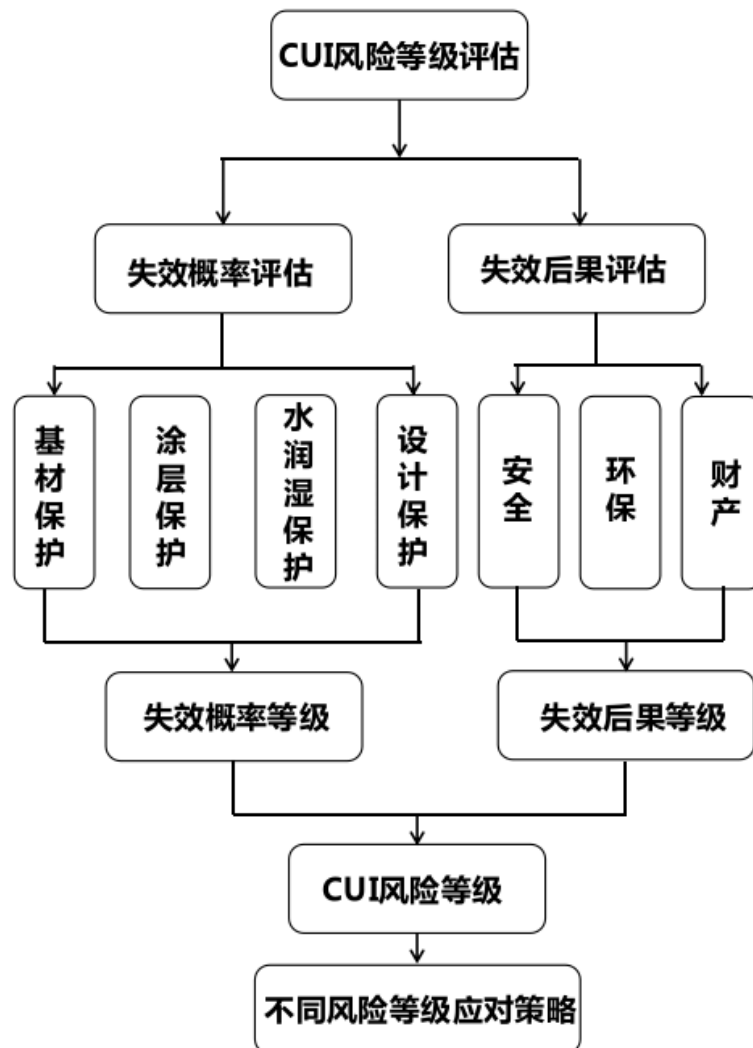 CUI风险等级评估
失效概率评估
失效后果评估
基材保护
涂层保护
水润湿保护
设计保护
安全
环保
财产
失效概率等级
失效后果等级
CUI风险等级
不同风险等级应对策略